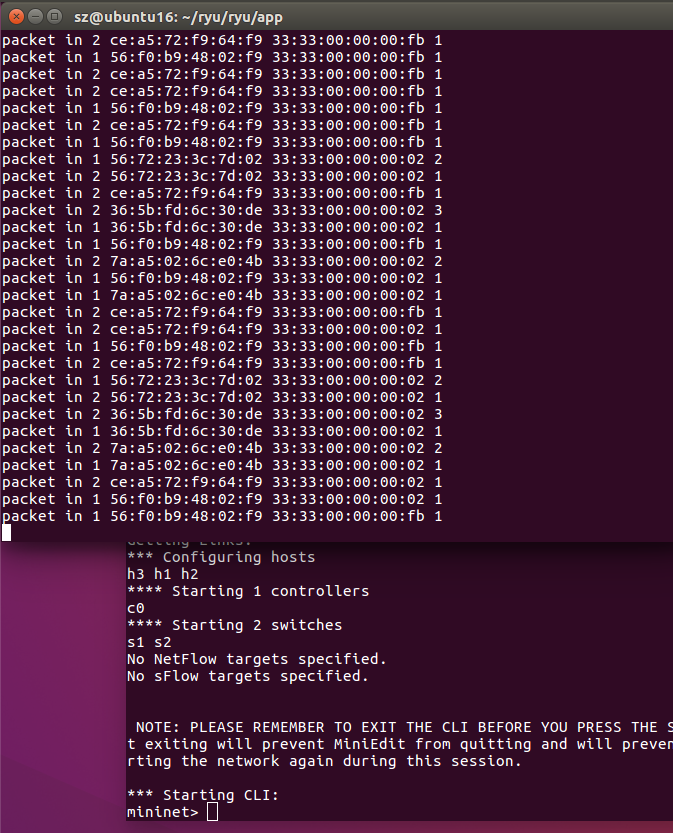 sz@ubuntu16: ~/ryu/ryu/app
packet in 2 ce:a5:72:f9:64:f9 33:33:00:00:00:fb 1
packet in 1 56:f0:b9:48:02:f9 33:33:00:00:00:fb 1
packet in 2 ce:a5:72:f9:64:f9 33:33:00:00:00:fb 1
packet in 2 ce:a5:72:f9:64:f9 33:33:00:00:00:fb 1
packet in 1 56:f0:b9:48:02:f9 33:33:00:00:00:fb 1
packet in 2 ce:a5:72:f9:64:f9 33:33:00:00:00:fb 1
packet in 1 56:f0:b9:48:02:f9 33:33:00:00:00:fb 1
packet in 1 56:72:23:3c:7d:02 33:33:00:00:00:02 2
packet in 2 56:72:23:3c:7d:02 33:33:00:00:00:02 1
packet in 2 ce:a5:72:f9:64:f9 33:33:00:00:00:fb 1
packet in 2 36:5b:fd:6c:30:de 33:33:00:00:00:02 3
packet in 1 36:5b:fd:6c:30:de 33:33:00:00:00:02 1
packet in 1 56:f0:b9:48:02:f9 33:33:00:00:00:fb 1
packet in 2 7a:a5:02:6c:e0:4b 33:33:00:00:00:02 2
packet in 1 56:f0:b9:48:02:f9 33:33:00:00:00:02 1
packet in 1 7a:a5:02:6c:e0:4b 33:33:00:00:00:02 1
packet in 2 ce:a5:72:f9:64:f9 33:33:00:00:00:fb 1
packet in 2 ce:a5:72:f9:64:f9 33:33:00:00:00:02 1
packet in 1 56:f0:b9:48:02:f9 33:33:00:00:00:fb 1
packet in 2 ce:a5:72:f9:64:f9 33:33:00:00:00:fb 1
packet in 1 56:72:23:3c:7d:02 33:33:00:00:00:02 2
packet in 2 56:72:23:3c:7d:02 33:33:00:00:00:02 1
packet in 2 36:5b:fd:6c:30:de 33:33:00:00:00:02 3
packet in 1 36:5b:fd:6c:30:de 33:33:00:00:00:02 1
packet in 2 7a:a5:02:6c:e0:4b 33:33:00:00:00:02 2
packet in 1 7a:a5:02:6c:e0:4b 33:33:00:00:00:02 1
packet in 2 ce:a5:72:f9:64:f9 33:33:00:00:00:02 1
packet in 1 56:f0:b9:48:02:f9 33:33:00:00:00:02 1
packet in 1 56:f0:b9:48:02:f9 33:33:00:00:00:fb 1
Getting Links.
*** Configuring hosts
h3 h1 h2
**** Starting 1 controllers
c0
**** Starting 2 switches
s1 s2
No NetFlow targets specified.
No sFlow targets specified.
NOTE: PLEASE REMEMBER TO EXIT THE CLI BEFORE YOU PRESS THE S
t exiting will prevent MiniEdit from quitting and will preven
rting the network again during this session.
*** Starting CLI:
mininet>